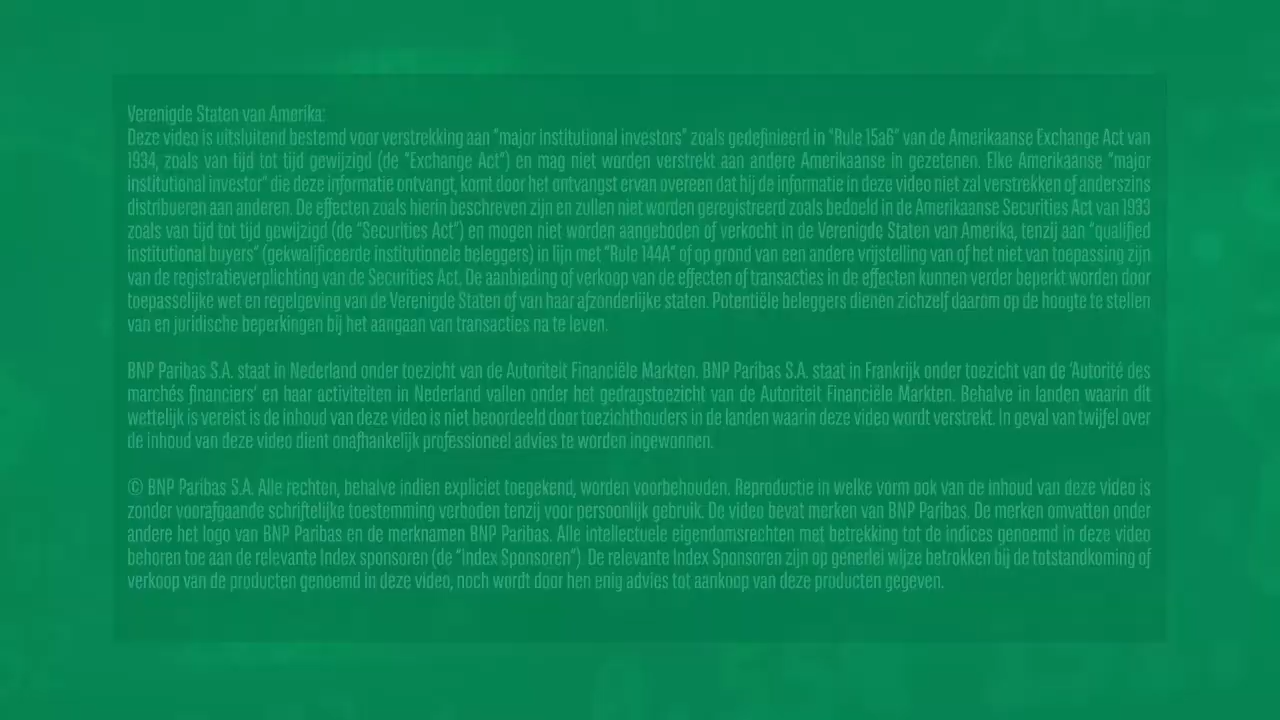 Verenigde Staten van Amerika:
Deze video is uitsluitend bestemd voor verstrekking aan "major institutional investors" zoals gedefinieerd in "Rule 15a6" van de Amerikaanse Exchange Act van
1934, zoals van tijd tot tijd gewijzigd (de "Exchange Act") en mag niet worden verstrekt aan andere Amerikaanse in gezetenen. Elke Amerikaanse "major
institutional investor" die deze informatie ontvangt, komt door het ontvangst ervan overeen dat hij de informatie in deze video niet zal verstrekken of anderszins
distribueren aan anderen. De effecten zoals hierin beschreven zijn en zullen niet worden geregistreerd zoals bedoeld in de Amerikaanse Securities Act van 1933
zoals van tijd tot tijd gewijzigd (de "Securities Act") en mogen niet worden aangeboden of verkocht in de Verenigde Staten van Amerika, tenzij aan "qualified
institutional buyers" (gekwalificeerde institutionele beleggers) in lijn met "Rule 144A" of op grond van een andere vrijstelling van of het niet van toepassing zijn
van de registratieverplichting van de Securities Act. De aanbieding of verkoop van de effecten of transacties in de effecten kunnen verder beperkt worden door
toepasselijke wet en regelgeving van de Verenigde Staten of van haar afzonderlijke staten. Potentiële beleggers dienen zichzelf daarom op de hoogte te stellen
van en juridische beperkingen bij het aangaan van transacties na te leven.
BNP Paribas S.A. staat in Nederland onder toezicht van de Autoriteit Financiële Markten. BNP Paribas S.A. staat in Frankrijk onder toezicht van de 'Autorité des
marchés financiers' en haar activiteiten in Nederland vallen onder het gedragstoezicht van de Autoriteit Financiële Markten. Behalve in landen waarin dit
wettelijk is vereist is de inhoud van deze video is niet beoordeeld door toezichthouders in de landen waarin deze video wordt verstrekt. In geval van twijfel over
de inhoud van deze video dient onafhankelijk professioneel advies te worden ingewonnen.
© BNP Paribas S.A. Alle rechten, behalve indien expliciet toegekend, worden voorbehouden. Reproductie in welke vorm ook van de inhoud van deze video is
zonder voorafgaande schriftelijke toestemming verboden tenzij voor persoonlijk gebruik. De video bevat merken van BNP Paribas. De merken omvatten onder
andere het logo van BNP Paribas en de merknamen BNP Paribas. Alle intellectuele eigendomsrechten met betrekking tot de indices genoemd in deze video
behoren toe aan de relevante Index sponsoren (de "Index Sponsoren"). De relevante Index Sponsoren zijn op generlei wijze betrokken bij de totstandkoming of
verkoop van de producten genoemd in deze video, noch wordt door hen enig advies tot aankoop van deze producten gegeven.